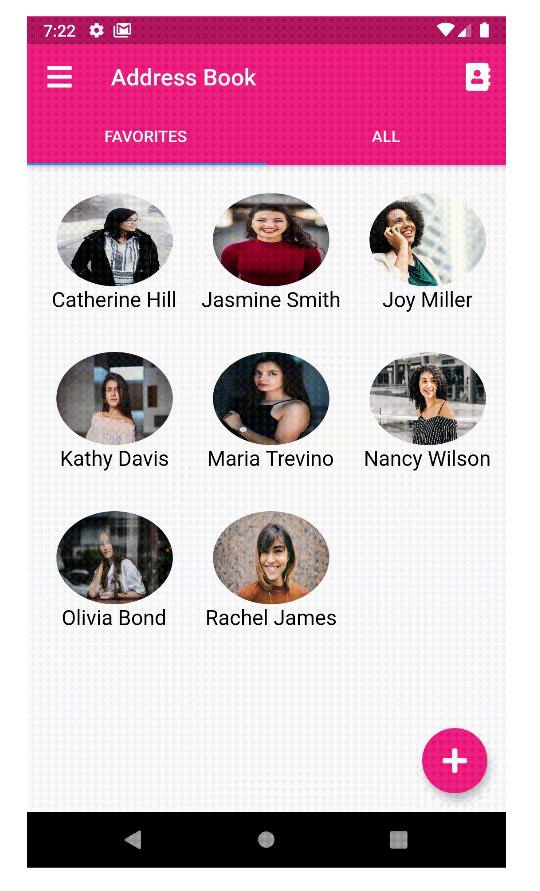 7:22
Address Book
FAVORITES ALL
Catherine Hill Jasmine Smith Joy Miller
Kathy Davis Maria Trevino Nancy Wilson
Olivia Bond Rachel James